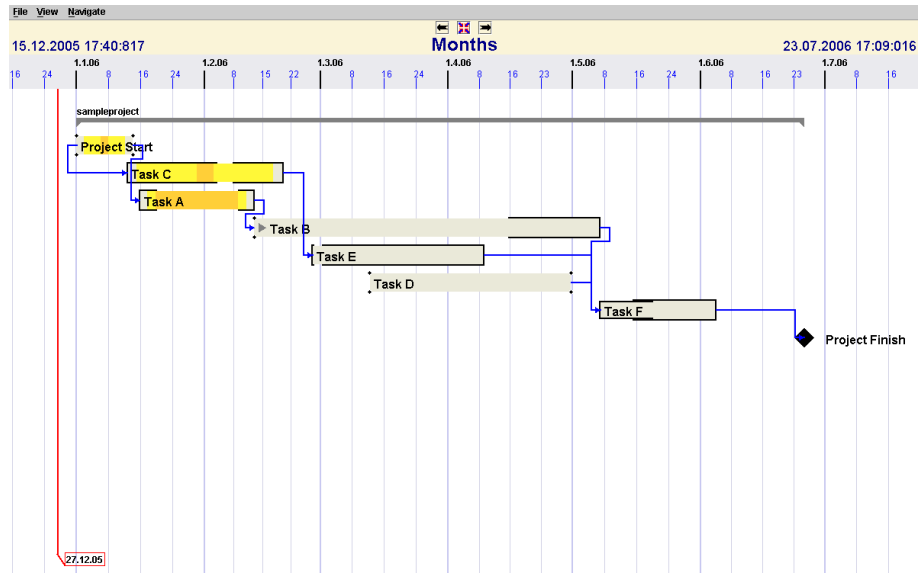 File View Navigate
15.12.2005 17:40:817 Months 23.07.2006 17:09:016
1.1.06 1.2.06 1.3.06 1.4.06 1.5.06 1.6.06 1.7.06
16 24 8 16 24 8 15 22 8 16 24 8 16 23 8 16 24 8 16 23 8 16
sampleproject
Project Start
Task C
Task A
Task B
Task E
Task D
Task F
Project Finish
27.12.05